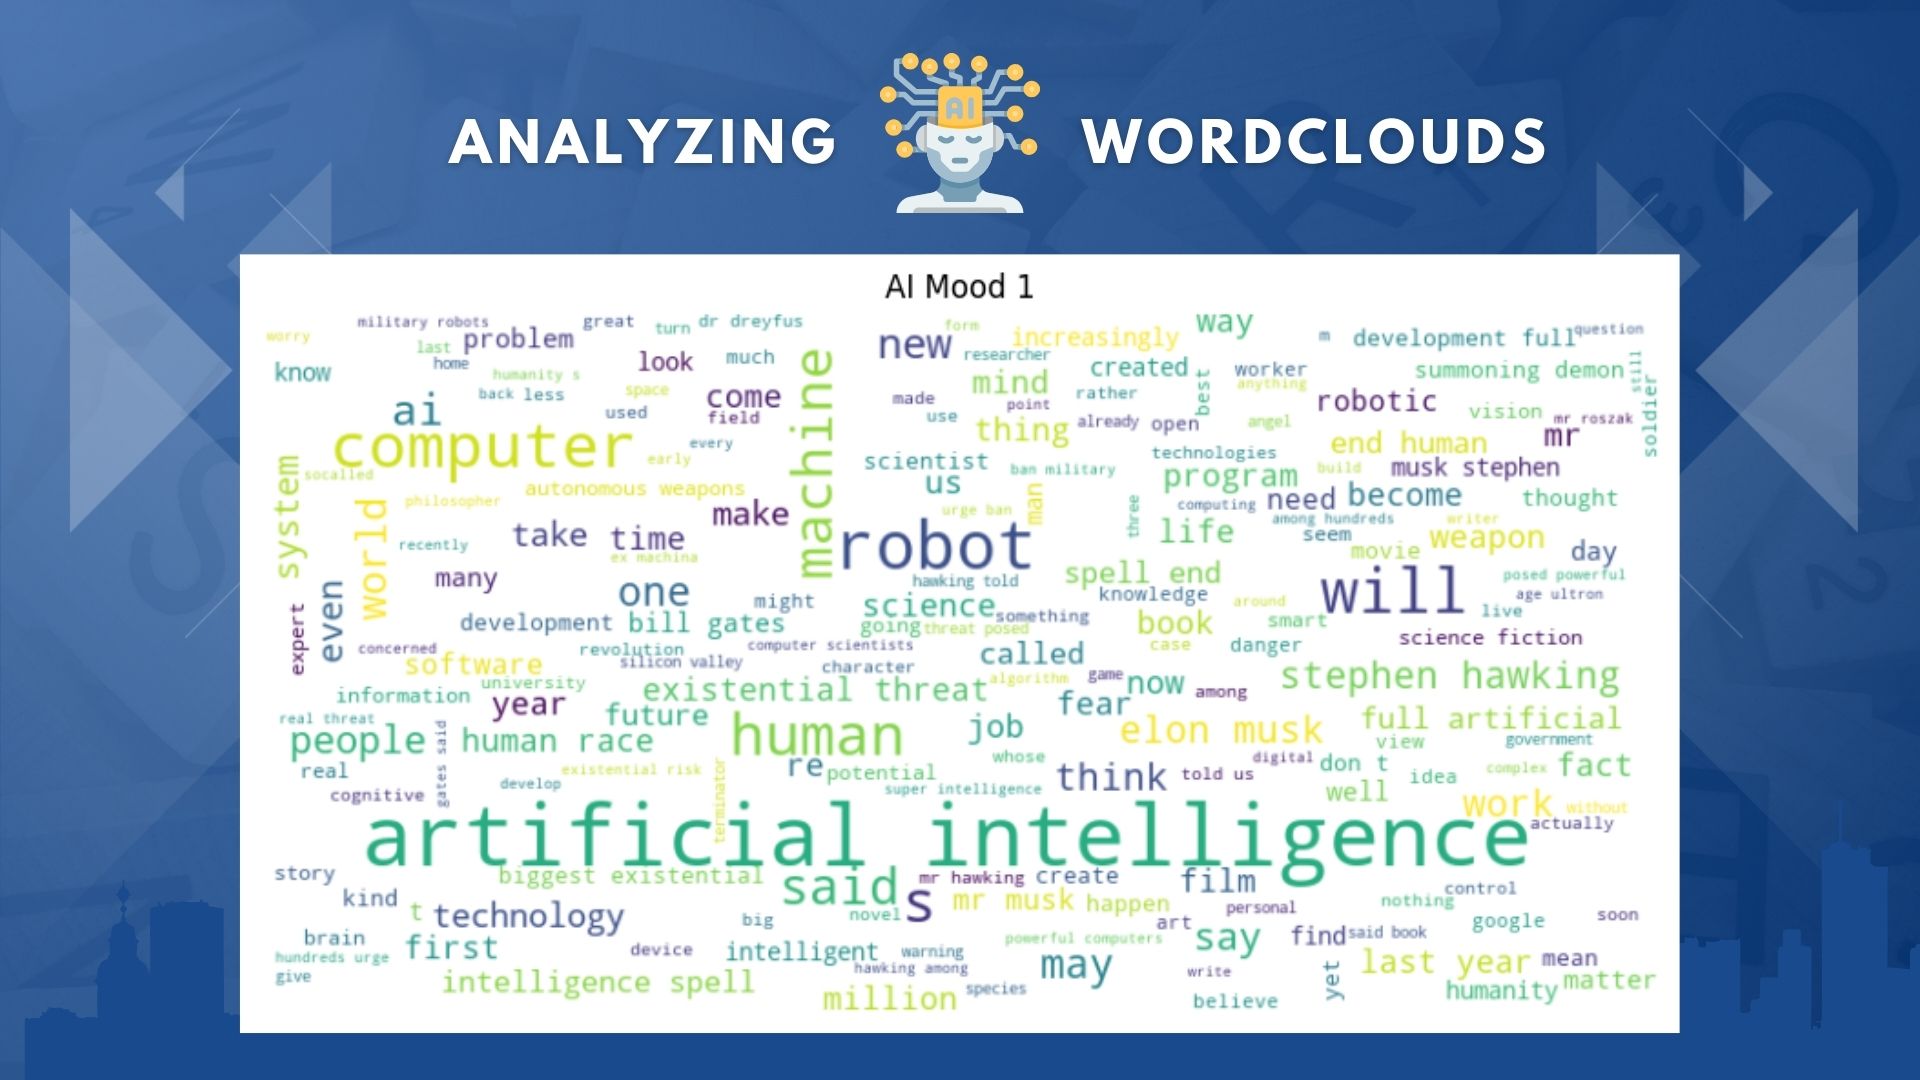 ANALYZING AI WORDCLOUDS
AI Mood 1
worry military robots problem great turn dr dreyfus new form increasingly way m development full question
last home look much researcher created worker summoning demon still
know humanity s back less space come machine mind rather best anything robotic vision soldier
ai used field made point use thing already open angel mr roszak mr
computer every early scientist technologies end human
system socalled autonomous weapons us ban military program build musk stephen
world philosopher make urge ban man three computing need become thought
recently take time ex machina robot life among hundreds seem writer weapon movie day
many one might hawking told spell end knowledge will posed powerful age ultron
expert even development bill gates science something going threat posed book around smart live
concerned revolution computer scientists case danger science fiction
software silicon valley character called
information university existential threat algorithm game now among stephen hawking
year future fear
real threat people gates said human race human job elon musk full artificial view government
real existential risk terminator re potential whose think told us digital don t idea complex fact
cognitive develop super intelligence well work without
artificial intelligence actually
story biggest existential said mr hawking create film control
kind t technology big novel s mr musk happen art personal nothing google soon
brain first device intelligent warning powerful computers say find said book
hundreds urge give intelligence spell hawking among may write yet last year mean
million species believe humanity matter